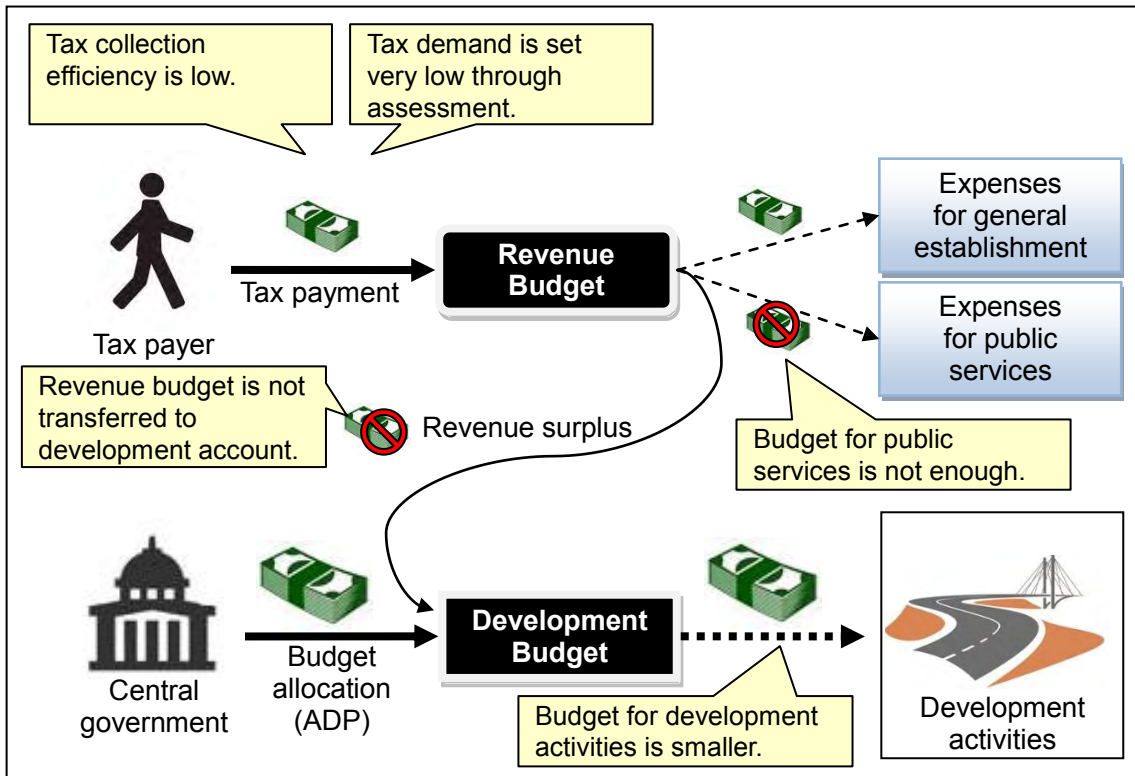 Tax collection
efficiency is low.
Tax demand is set
very low through
assessment.
Expenses
for general
establishment
Revenue
Budget
Tax payment
Tax payer
Expenses
for public
services
Revenue budget is not
transferred to
development account.
Revenue surplus
Budget for public
services is not enough.
Central
government
Budget
allocation
(ADP)
Development
Budget
Budget for development
activities is smaller.
Development
activities